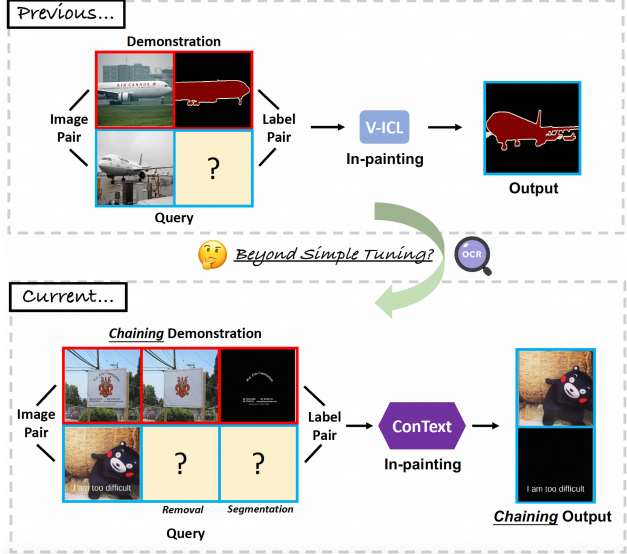 Previous...
Demonstration
AIR CANADA
Image
Pair
?
Label
Pair
Query
V-ICL
In-painting
Output
Beyond Simple Tuning?
OCR
Current...
Chaining Demonstration
Image
Pair
I am too difficult
?
?
Removal
Segmentation
Query
Label
Pair
ConText
In-painting
I am too difficult
Chaining Output